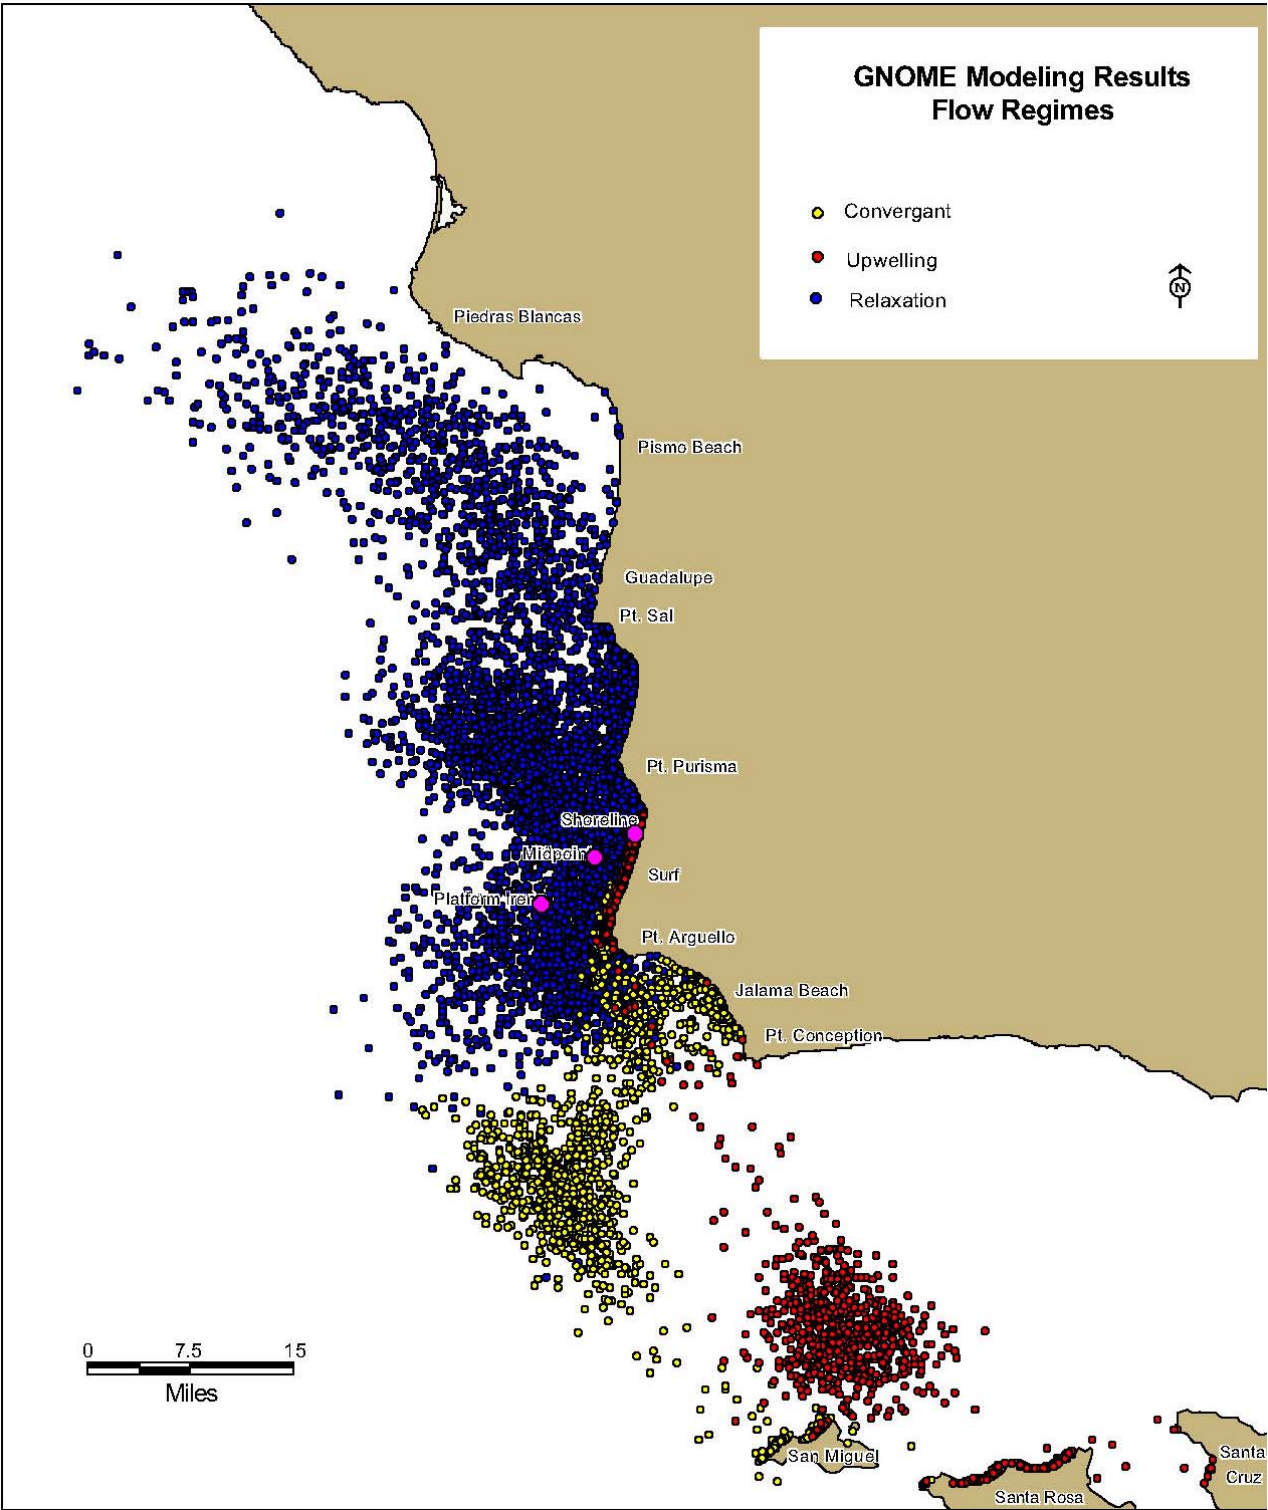 GNOME Modeling Results
Flow Regimes
Convergant
Upwelling
Relaxation
N
Piedras Blancas
Pismo Beach
Guadalupe
Pt. Sal
Pt. Purisma
Shoreline
Midpoint
Surf
Platform Iren
Pt. Arguello
Jalama Beach
Pt. Conception
0 7.5 15
Miles
San Miguel
Santa
Cruz
Santa Rosa